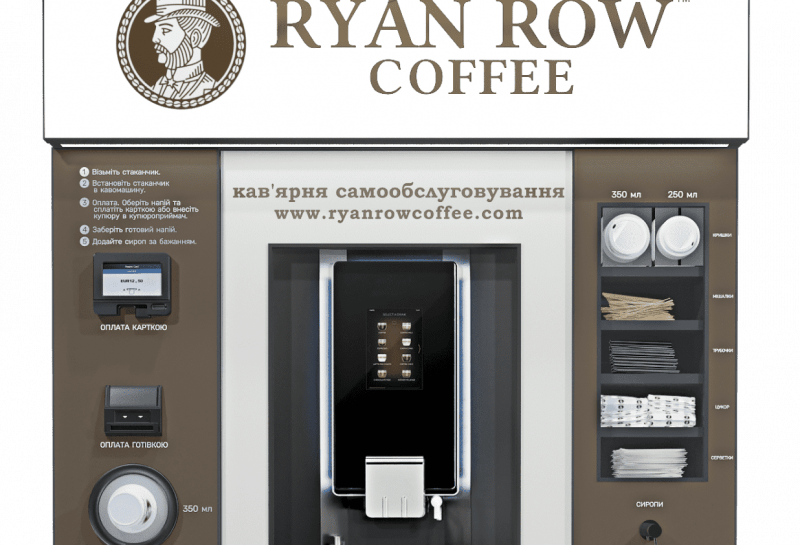 RYAN ROW™
COFFEE
1 Візьміть стаканчик.
2 Встановіть стаканчик
в кавомашину.
3 Оплата. Оберіть напій та
сплатіть карткою або внесіть
купюру в купюроприймач.
4 Заберіть готовий напій.
5 Додайте сироп за бажанням.
ОПЛАТА КАРТКОЮ
ОПЛАТА ГОТІВКОЮ
350 мл
кав'ярня самообслуговування
www.ryanrowcoffee.com
350 мл 250 мл
КРИШКИ
МІШАЛКИ
ТРУБОЧКИ
ЦУКОР
СЕРВЕТКИ
СИРОПИ